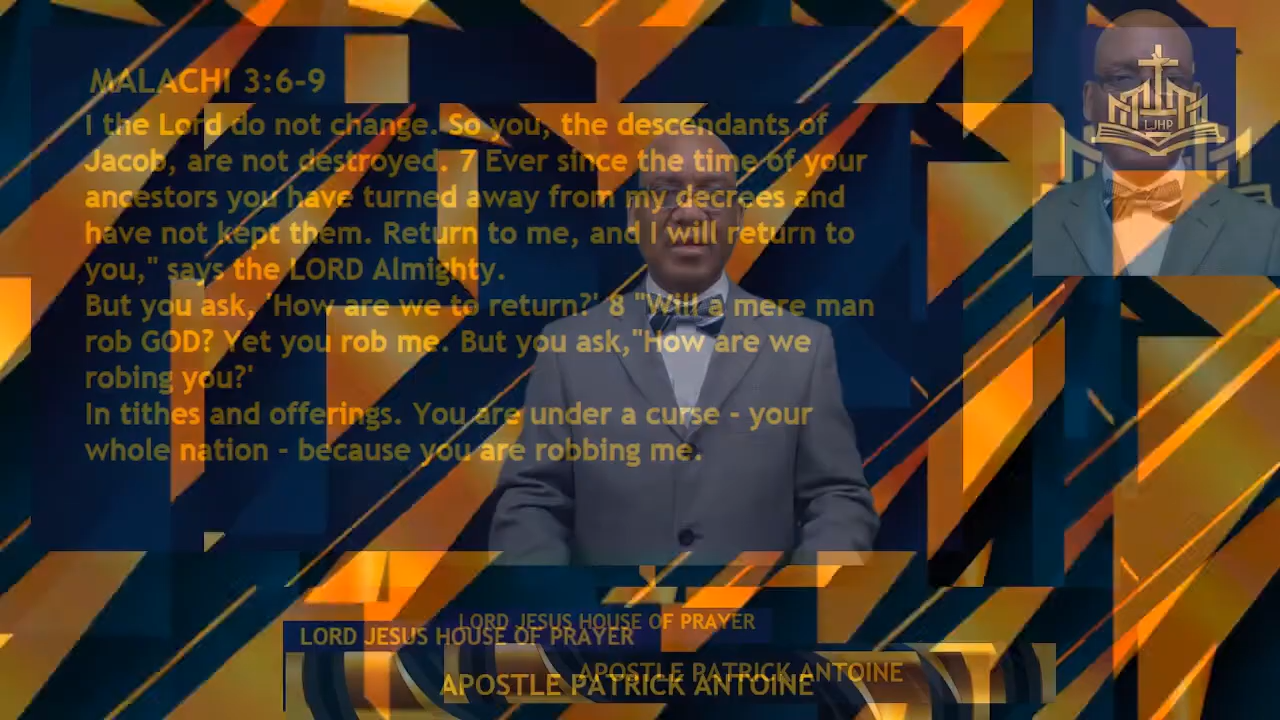 MALACHI 3:6-9
I the Lord do not change. So you, the descendants of
Jacob, are not destroyed. 7 Ever since the time of your
ancestors you have turned away from my decrees and
have not kept them. Return to me, and I will return to
you," says the LORD Almighty.
But you ask, 'How are we to return?' 8 "Will a mere man
rob GOD? Yet you rob me. But you ask,"How are we
robing you?'
In tithes and offerings. You are under a curse - your
whole nation - because you are robbing me.
LJHP
LORD JESUS HOUSE OF PRAYER
LORD JESUS HOUSE OF PRAYER
APOSTLE PATRICK ANTOINE
APOSTLE PATRICK ANTOINE